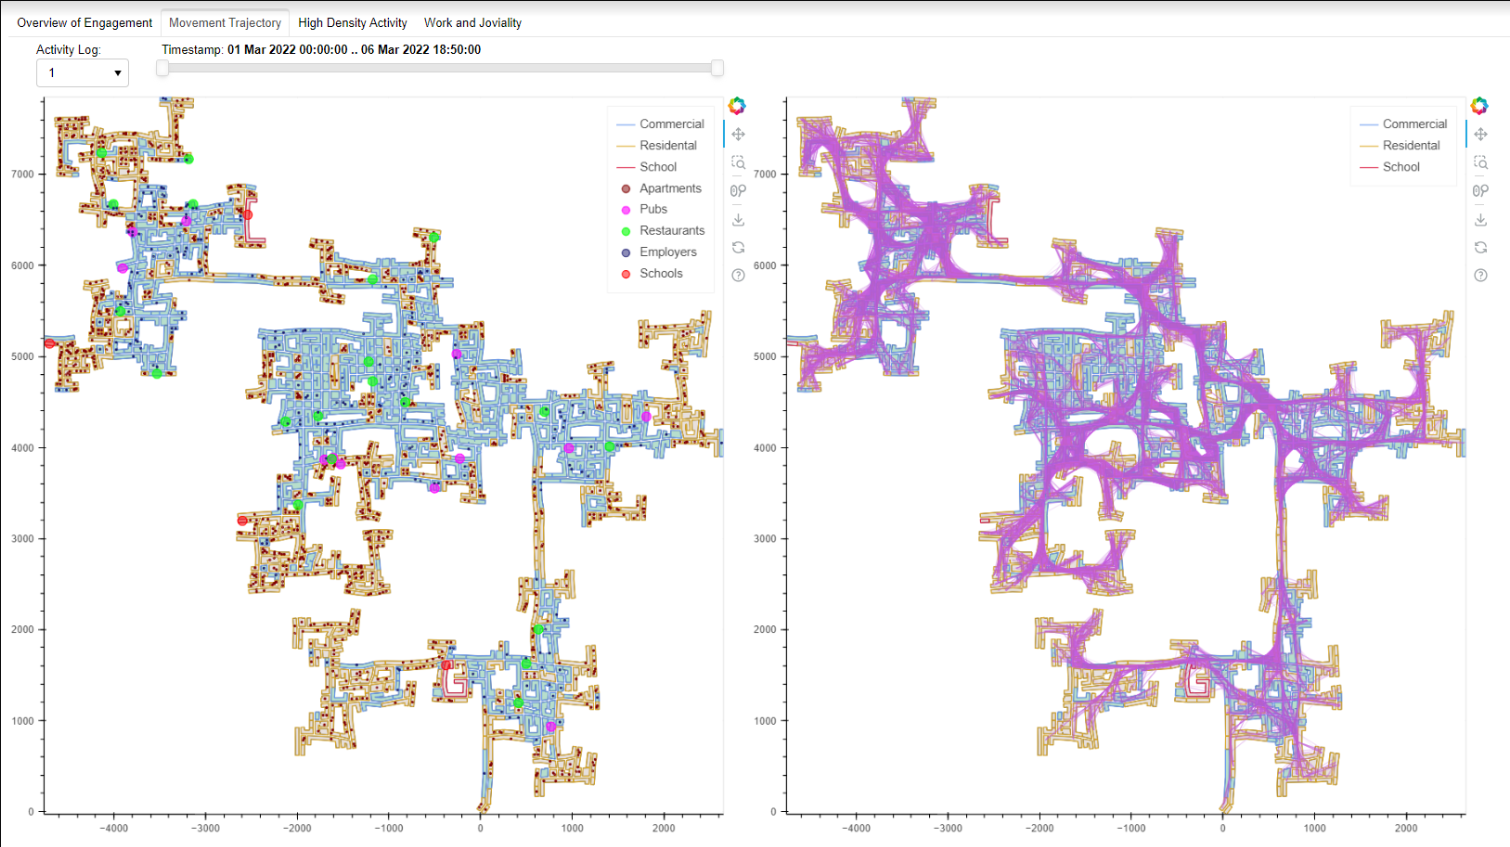 Overview of Engagement Movement Trajectory High Density Activity Work and Joviality
Activity Log: Timestamp: 01 Mar 2022 00:00:00 .. 06 Mar 2022 18:50:00
1
Commercial
Residental
School
Apartments
Pubs
Restaurants
Employers
Schools
7000
6000
5000
4000
3000
2000
1000
0
−4000 −3000 −2000 −1000 0 1000 2000
Commercial
Residental
School
7000
6000
5000
4000
3000
2000
1000
0
−4000 −3000 −2000 −1000 0 1000 2000